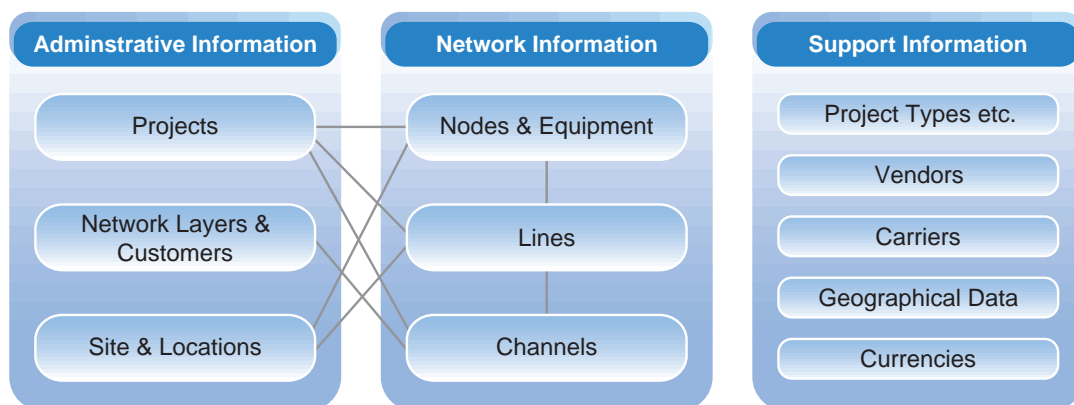 Adminstrative Information
Projects
Network Layers &
Customers
Site & Locations
Network Information
Nodes & Equipment
Lines
Channels
Support Information
Project Types etc.
Vendors
Carriers
Geographical Data
Currencies